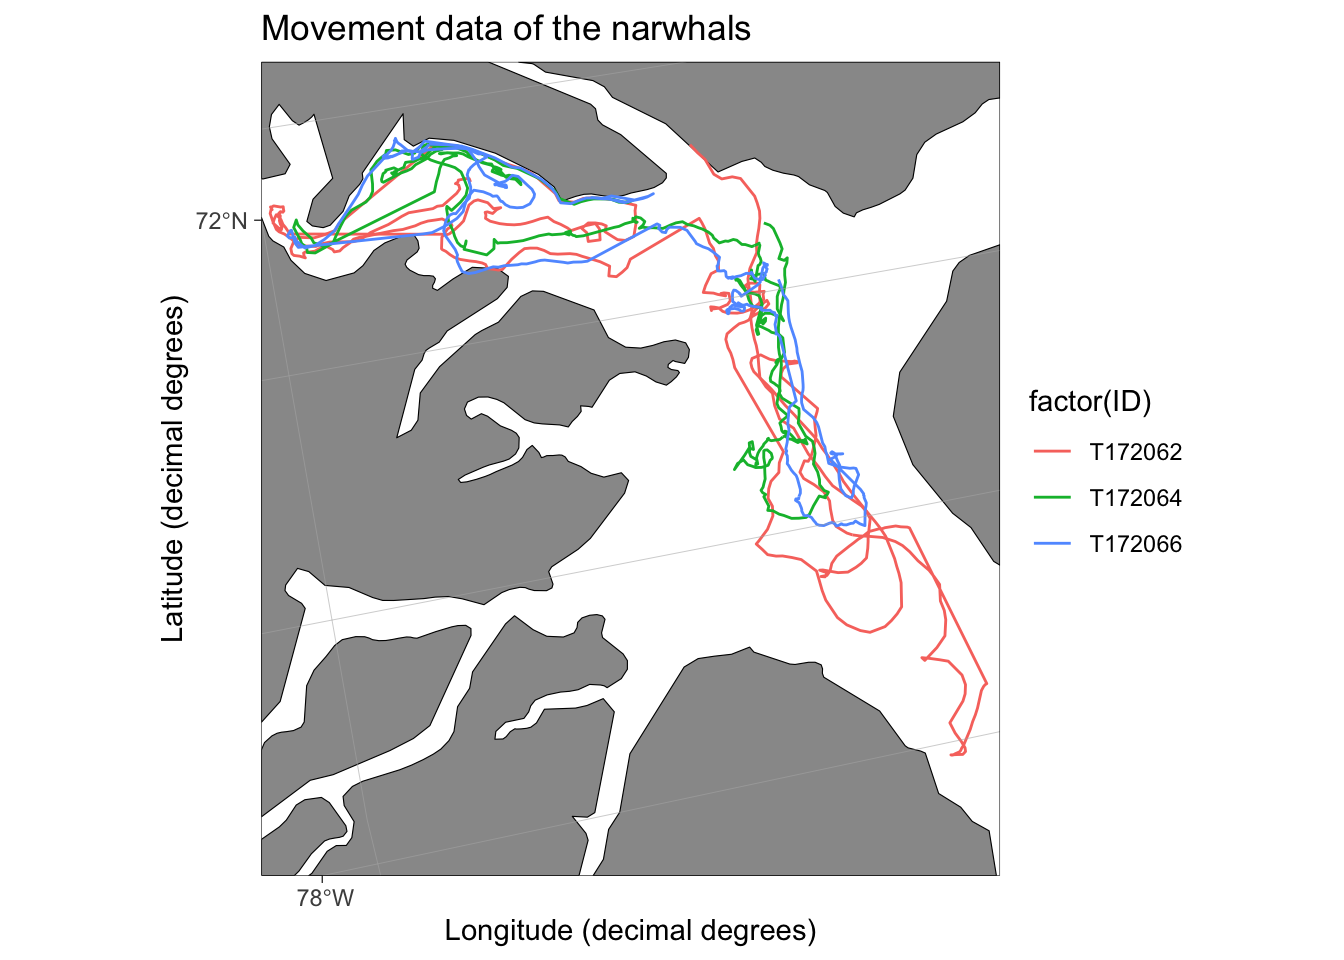 Movement data of the narwhals
72°N
Latitude (decimal degrees)
78°W
Longitude (decimal degrees)
factor(ID)
T172062
T172064
T172066